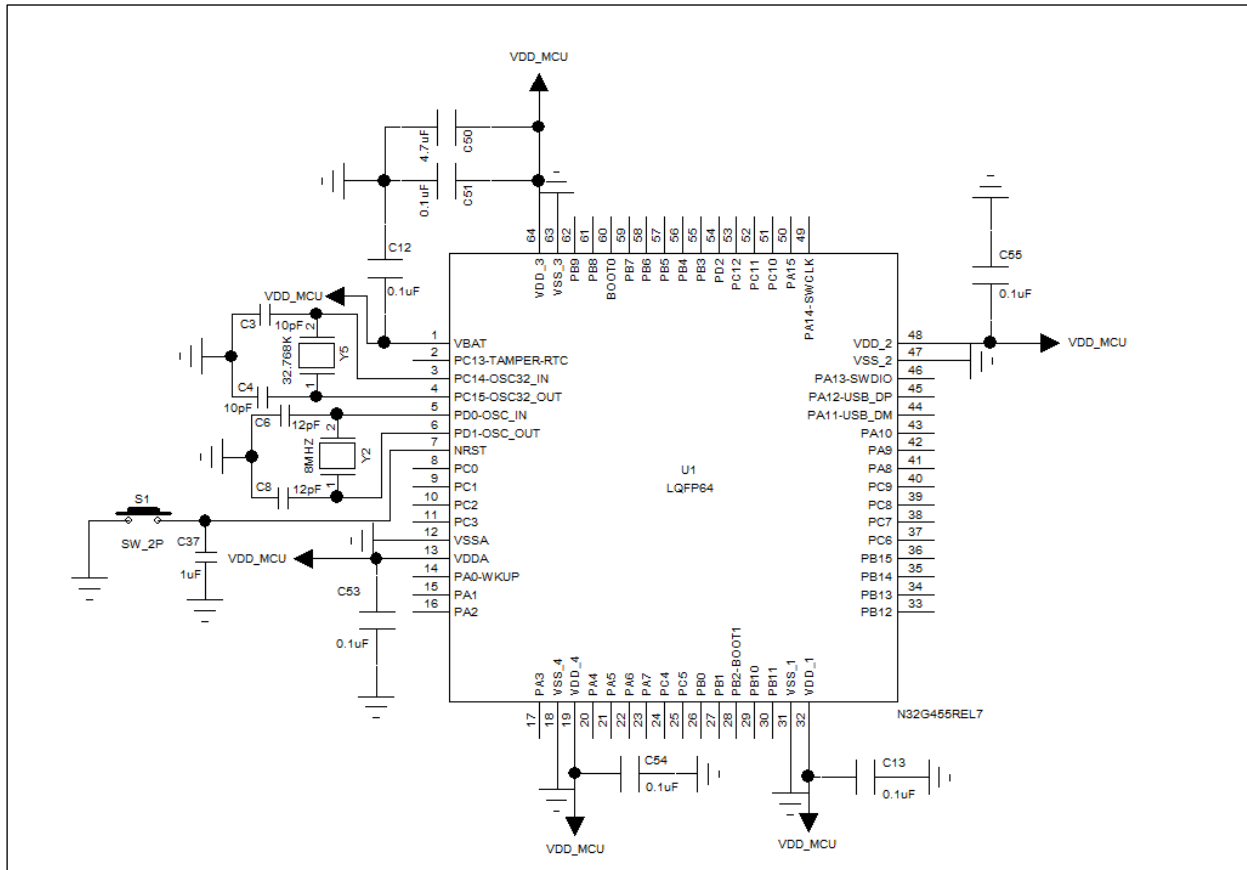 VDD_MCU
4.7uF
C50
0.1uF
C51
C12
0.1uF
C55
0.1uF
64
63
62
61
60
59
58
57
56
55
54
53
52
51
50
49
VDD_3
VSS_3
PB9
PB8
BOOT0
PB7
PB6
PB5
PB4
PB3
PD2
PC12
PC11
PC10
PA15
PA14-SWCLK
VDD_MCU
C3
10pF
2
32.768K
Y5
1
C4
10pF
C6
12pF
2
8MHZ
Y2
1
C8
12pF
S1
SW_2P
C37
1uF
VDD_MCU
C53
0.1uF
1 VBAT
2 PC13-TAMPER-RTC
3 PC14-OSC32_IN
4 PC15-OSC32_OUT
5 PD0-OSC_IN
6 PD1-OSC_OUT
7 NRST
8 PC0
9 PC1
10 PC2
11 PC3
12 VSSA
13 VDDA
14 PA0-WKUP
15 PA1
16 PA2
U1
LQFP64
VDD_2 48
VSS_2 47
PA13-SWDIO 46
PA12-USB_DP 45
PA11-USB_DM 44
PA10 43
PA9 42
PA8 41
PC9 40
PC8 39
PC7 38
PC6 37
PB15 36
PB14 35
PB13 34
PB12 33
VDD_MCU
PA3
VSS_4
VDD_4
PA4
PA5
PA6
PA7
PC4
PC5
PB0
PB1
PB2-BOOT1
PB10
PB11
VSS_1
VDD_1
17
18
19
20
21
22
23
24
25
26
27
28
29
30
31
32
N32G455REL7
C54
0.1uF
VDD_MCU
C13
0.1uF
VDD_MCU